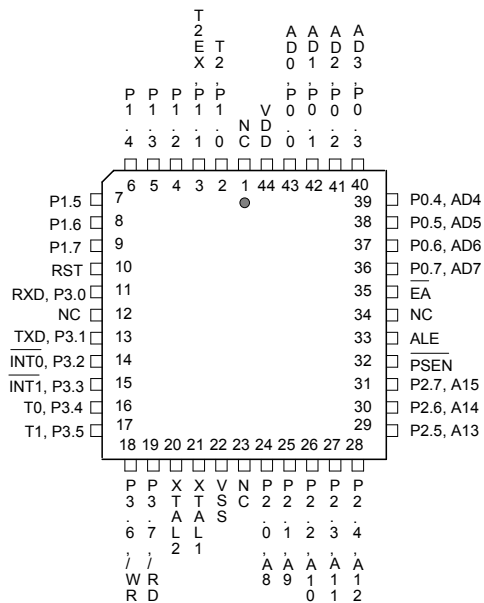 P1.4
P1.3
P1.2
T2EX,P1.1
T2,P1.0
NC
VDD
AD0,P0.0
AD1,P0.1
AD2,P0.2
AD3,P0.3
6
5
4
3
2
1
44
43
42
41
40
P1.5
7
P1.6
8
P1.7
9
RST
10
RXD, P3.0
11
NC
12
TXD, P3.1
13
INT0, P3.2
14
INT1, P3.3
15
T0, P3.4
16
T1, P3.5
17
39
P0.4, AD4
38
P0.5, AD5
37
P0.6, AD6
36
P0.7, AD7
35
EA
34
NC
33
ALE
32
PSEN
31
P2.7, A15
30
P2.6, A14
29
P2.5, A13
18
19
20
21
22
23
24
25
26
27
28
P3.6,/WR
P3.7,/RD
XTAL2
XTAL1
VSS
NC
P2.0,A8
P2.1,A9
P2.2,A10
P2.3,A11
P2.4,A12